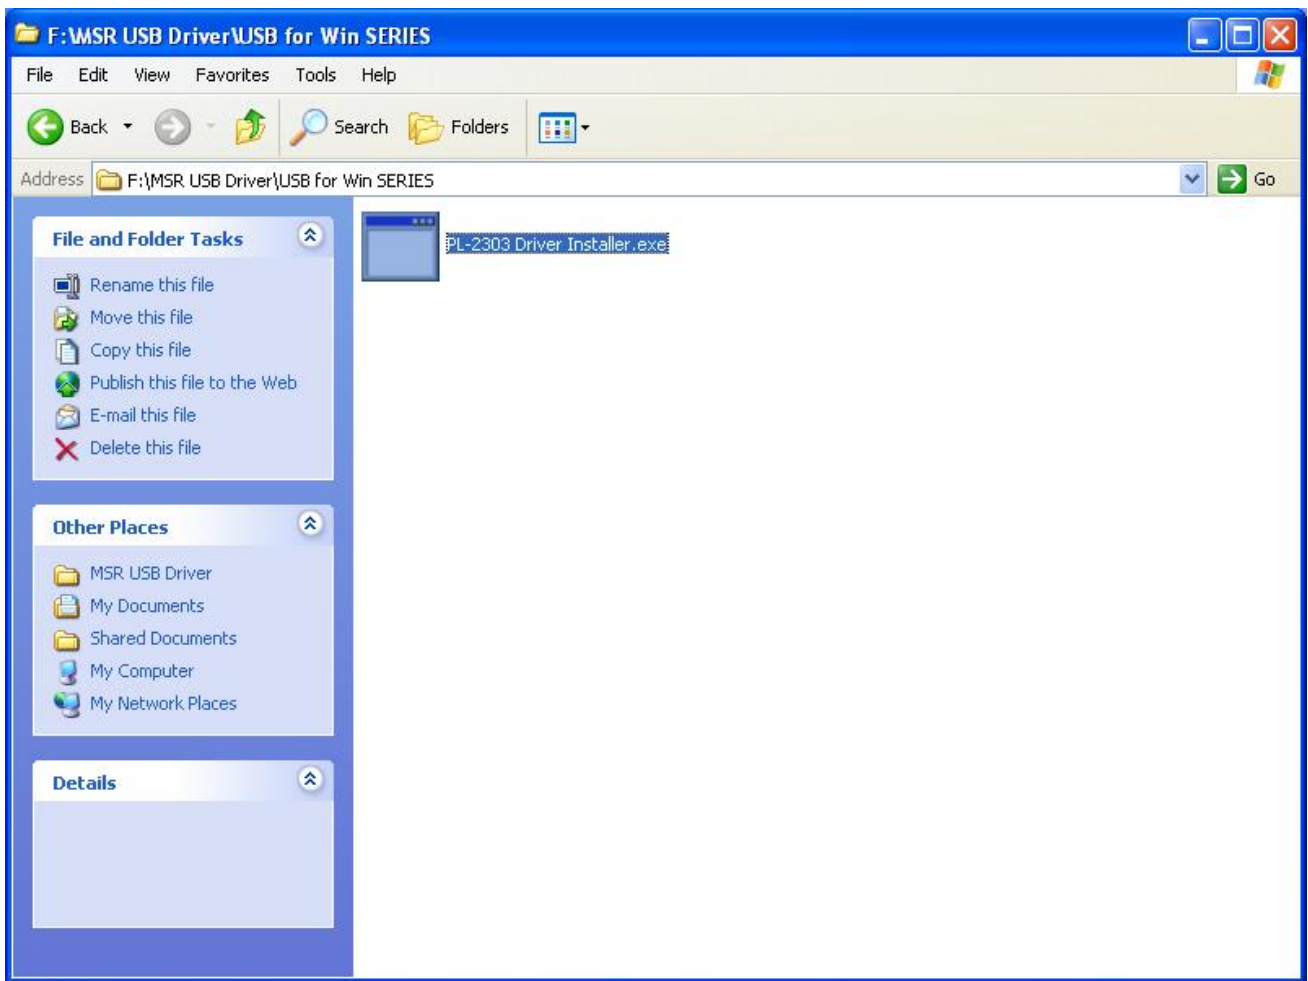 F:\MSR USB Driver\USB for Win SERIES
File Edit View Favorites Tools Help
Back Search Folders
Address F:\MSR USB Driver\USB for Win SERIES Go
File and Folder Tasks
Rename this file
Move this file
Copy this file
Publish this file to the Web
E-mail this file
Delete this file
Other Places
MSR USB Driver
My Documents
Shared Documents
My Computer
My Network Places
Details
PL-2303 Driver Installer.exe